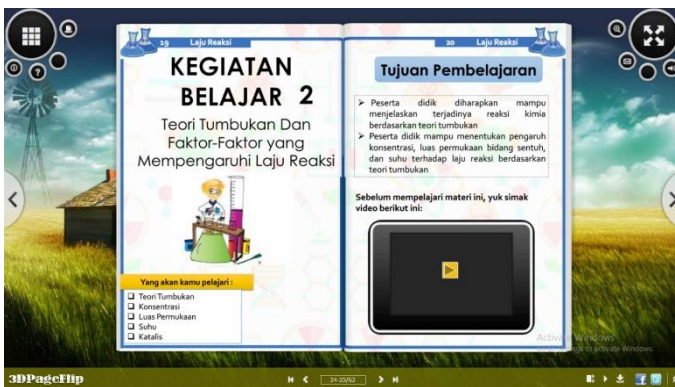 19 Laju Reaksi
KEGIATAN
BELAJAR 2
Teori Tumbukan Dan
Faktor-Faktor yang
Mempengaruhi Laju Reaksi
Yang akan kamu pelajari :
Teori Tumbukan
Konsentrasi
Luas Permukaan
Suhu
Katalis
20 Laju Reaksi
Tujuan Pembelajaran
Peserta didik diharapkan mampu
menjelaskan terjadinya reaksi kimia
berdasarkan teori tumbukan
Peserta didik mampu menentukan pengaruh
konsentrasi, luas permukaan bidang sentuh,
dan suhu terhadap laju reaksi berdasarkan
teori tumbukan
Sebelum mempelajari materi ini, yuk simak
video berikut ini:
Activate Windows
to activate Windows.
3DPageFlip
24-25/62